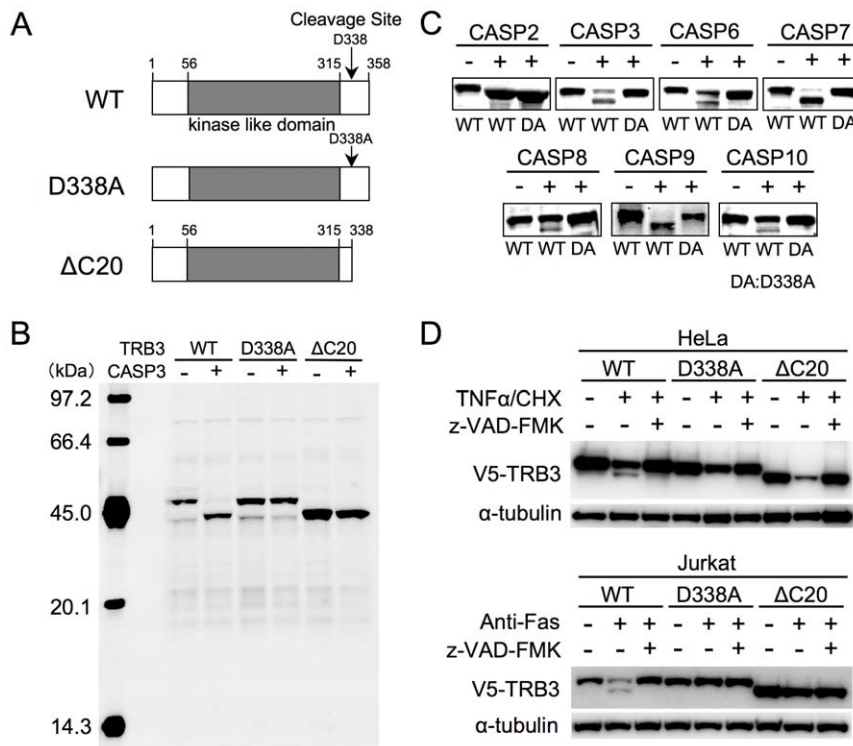 A
Cleavage Site
D338
1 56 315 358
WT
kinase like domain
D338A
D338A
1 56 315 338
ΔC20
B
TRB3 WT D338A ΔC20
(kDa) CASP3 - + - + - +
97.2
66.4
45.0
20.1
14.3
C
CASP2 CASP3 CASP6 CASP7
- + + - + + - + + - + +
WT WT DA WT WT DA WT WT DA WT WT DA
CASP8 CASP9 CASP10
- + + - + + - + +
WT WT DA WT WT DA WT WT DA
DA:D338A
D
HeLa
WT D338A ΔC20
TNFα/CHX - + + - + + - + +
z-VAD-FMK - - + - - + - - +
V5-TRB3
α-tubulin
Jurkat
WT D338A ΔC20
Anti-Fas - + + - + + - + +
z-VAD-FMK - - + - - + - - +
V5-TRB3
α-tubulin